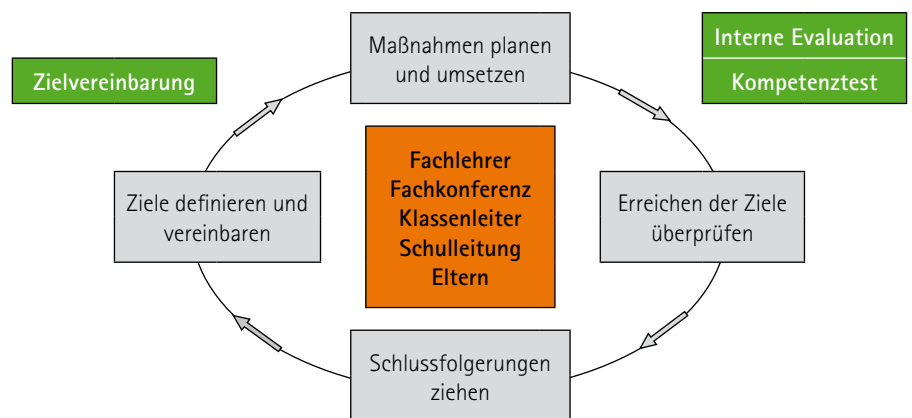 Maßnahmen planen
und umsetzen
Interne Evaluation
Kompetenztest
Zielvereinbarung
Fachlehrer
Fachkonferenz
Klassenleiter
Schulleitung
Eltern
Ziele definieren und
vereinbaren
Erreichen der Ziele
überprüfen
Schlussfolgerungen
ziehen